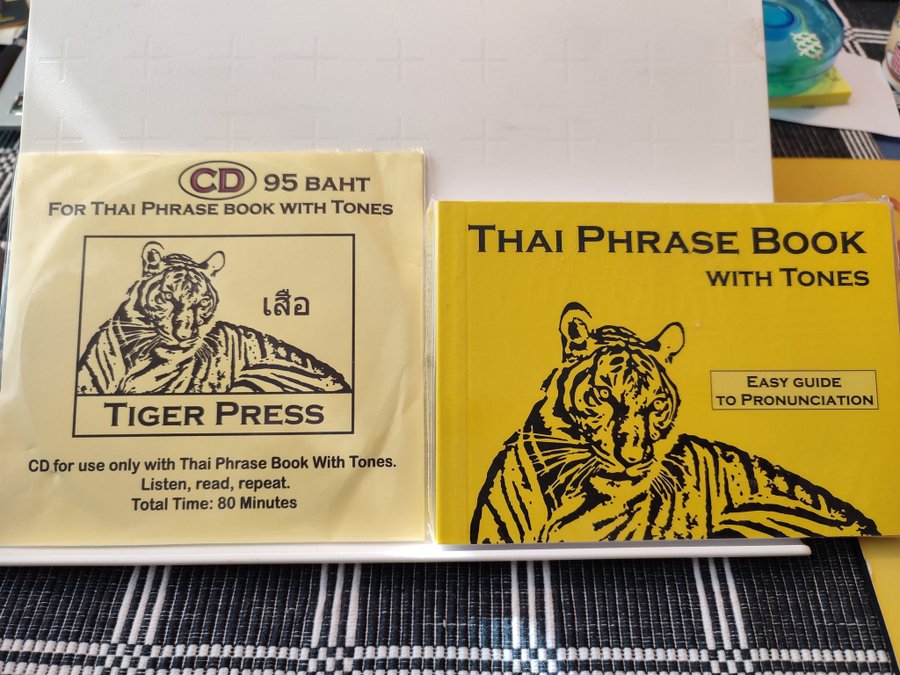 CD 95 BAHT
FOR THAI PHRASE BOOK WITH TONES
เสือ
TIGER PRESS
CD for use only with Thai Phrase Book With Tones.
Listen, read, repeat.
Total Time: 80 Minutes
THAI PHRASE BOOK
WITH TONES
EASY GUIDE
TO PRONUNCIATION